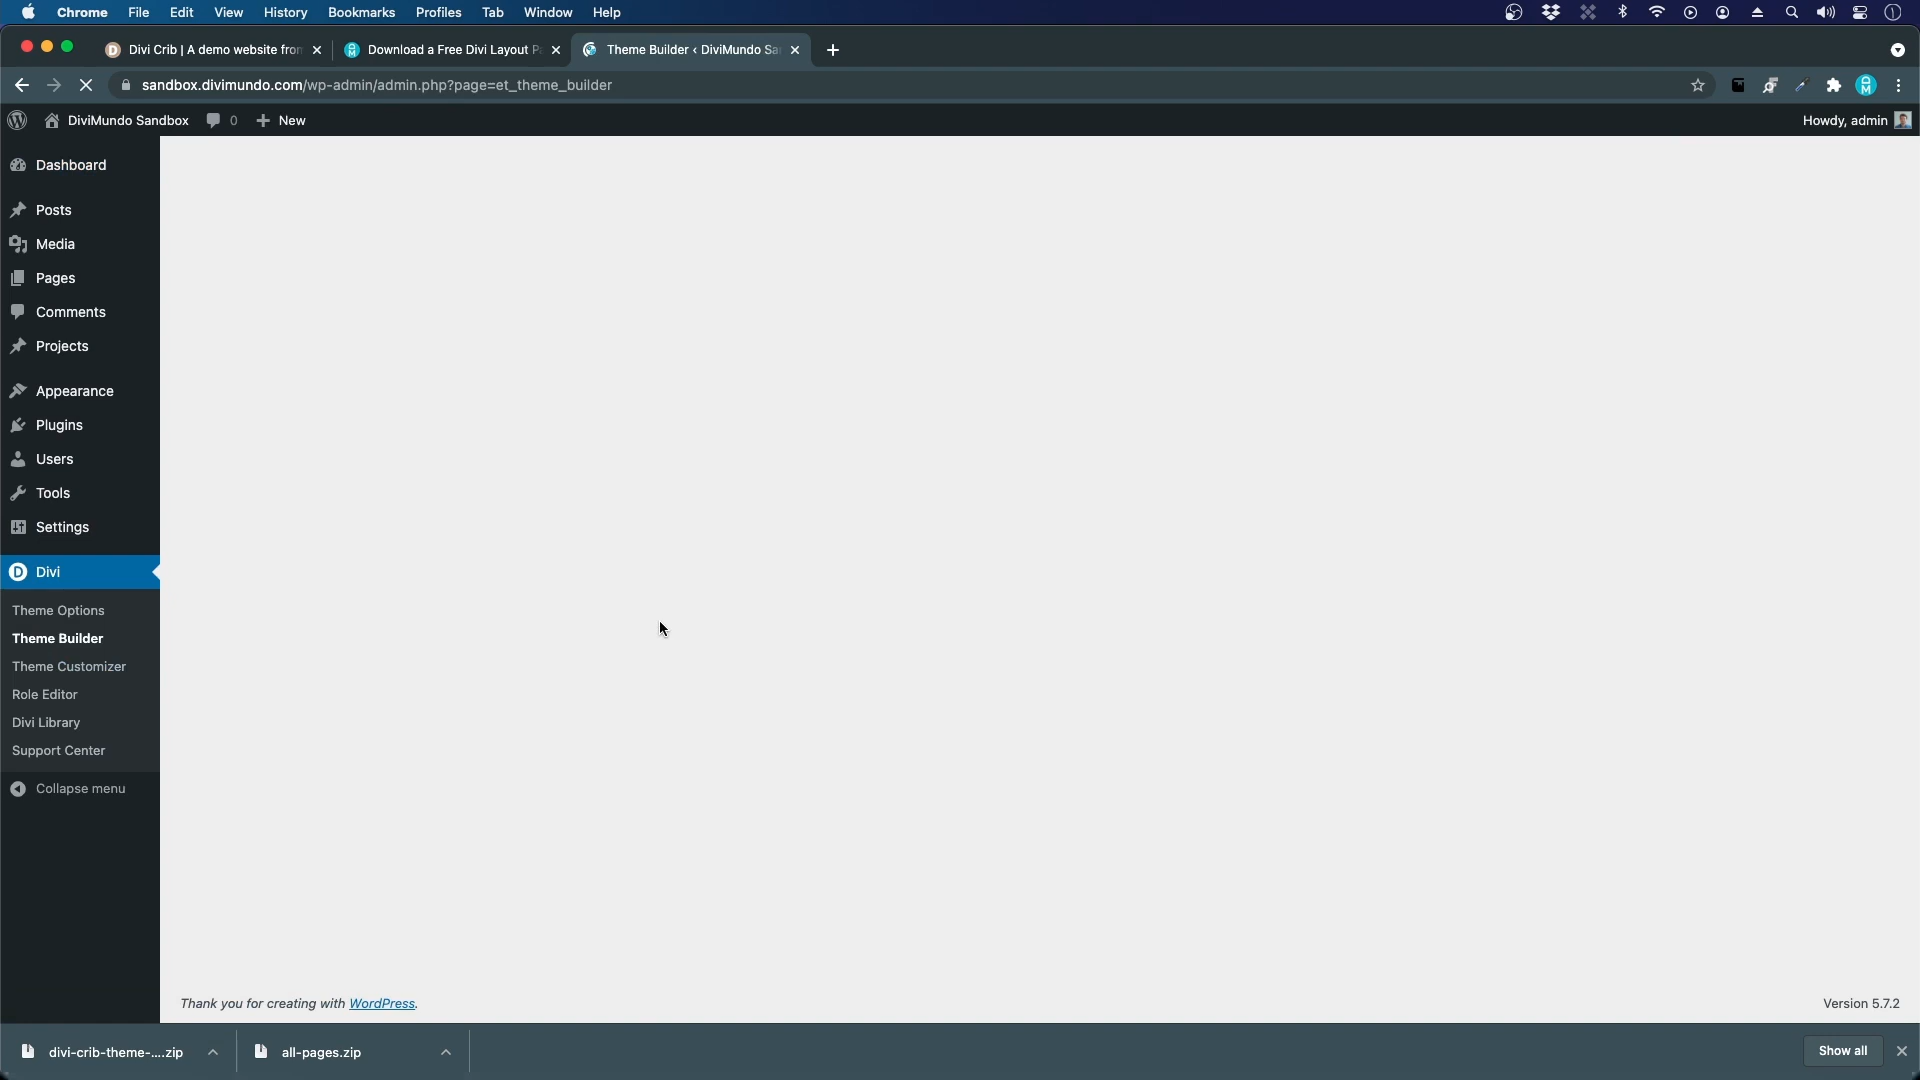 Chrome File Edit View History Bookmarks Profiles Tab Window Help
Divi Crib | A demo website from
Download a Free Divi Layout P
Theme Builder ‹ DiviMundo Sa
sandbox.divimundo.com/wp-admin/admin.php?page=et_theme_builder
DiviMundo Sandbox 0 New Howdy, admin
Dashboard
Posts
Media
Pages
Comments
Projects
Appearance
Plugins
Users
Tools
Settings
Divi
Theme Options
Theme Builder
Theme Customizer
Role Editor
Divi Library
Support Center
Collapse menu
Thank you for creating with WordPress. Version 5.7.2
divi-crib-theme-....zip all-pages.zip Show all